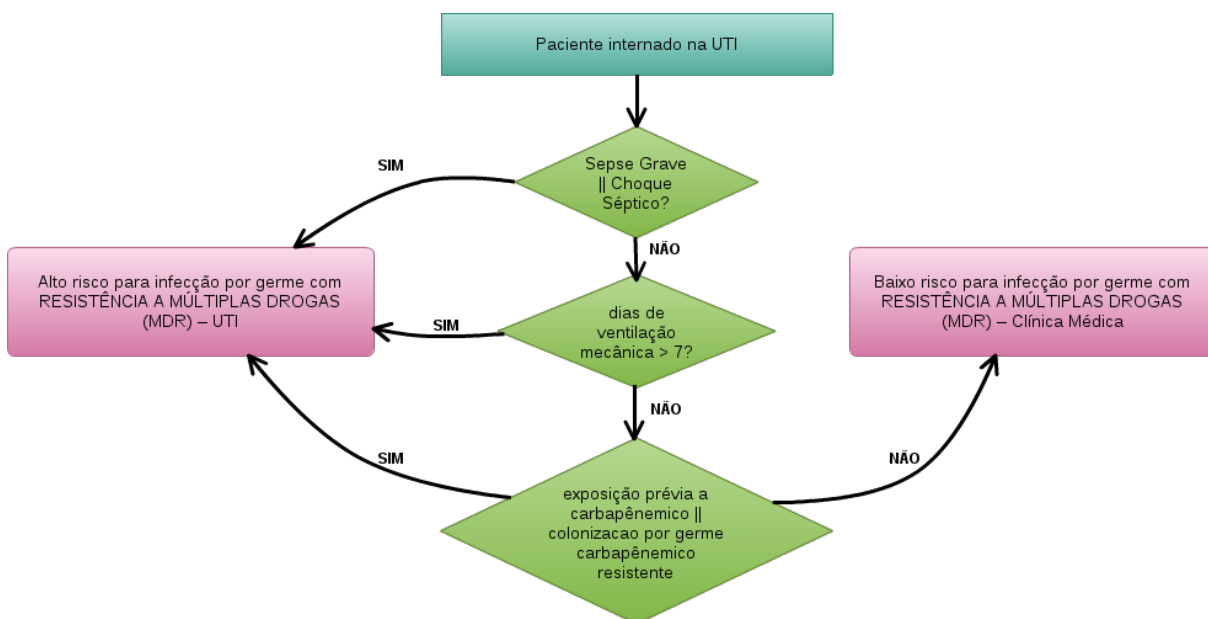 Paciente internado na UTI
SIM
Sepse Grave
|| Choque
Séptico?
NÃO
Alto risco para infecção por germe com
RESISTÊNCIA A MÚLTIPLAS DROGAS
(MDR) – UTI
Baixo risco para infecção por germe com
RESISTÊNCIA A MÚLTIPLAS DROGAS
(MDR) – Clínica Médica
SIM
dias de
ventilação
mecânica > 7?
NÃO
SIM
NÃO
exposição prévia a
carbapênemico ||
colonizacao por germe
carbapênemico
resistente